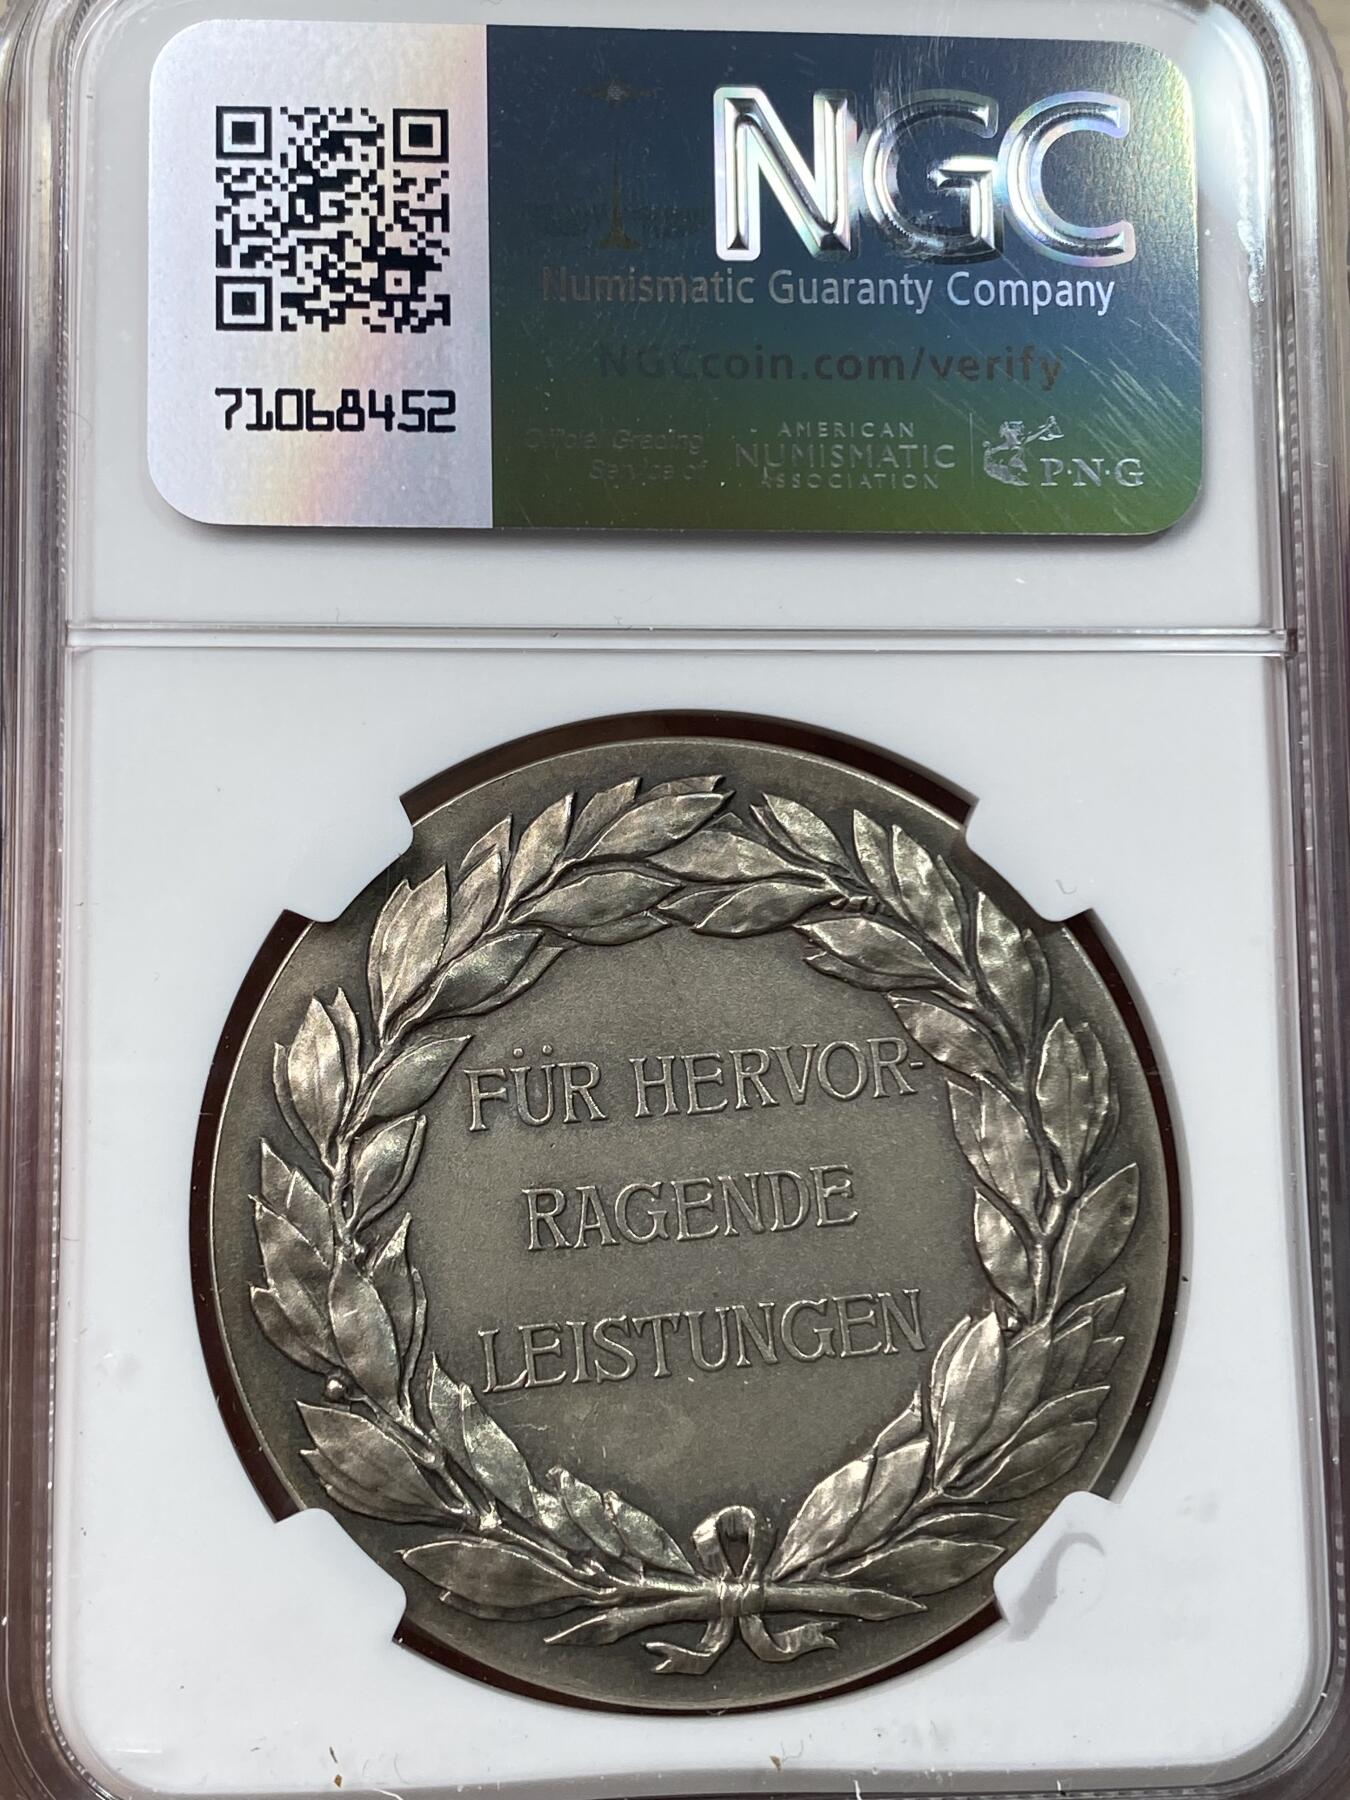 NGC
Numismatic Guaranty Company
NGCcoin.com/verify
71068452
Official Grading
Service of
AMERICAN
NUMISMATIC
ASSOCIATION
P·N·G
FÜR HERVOR-
RAGENDE
LEISTUNGEN